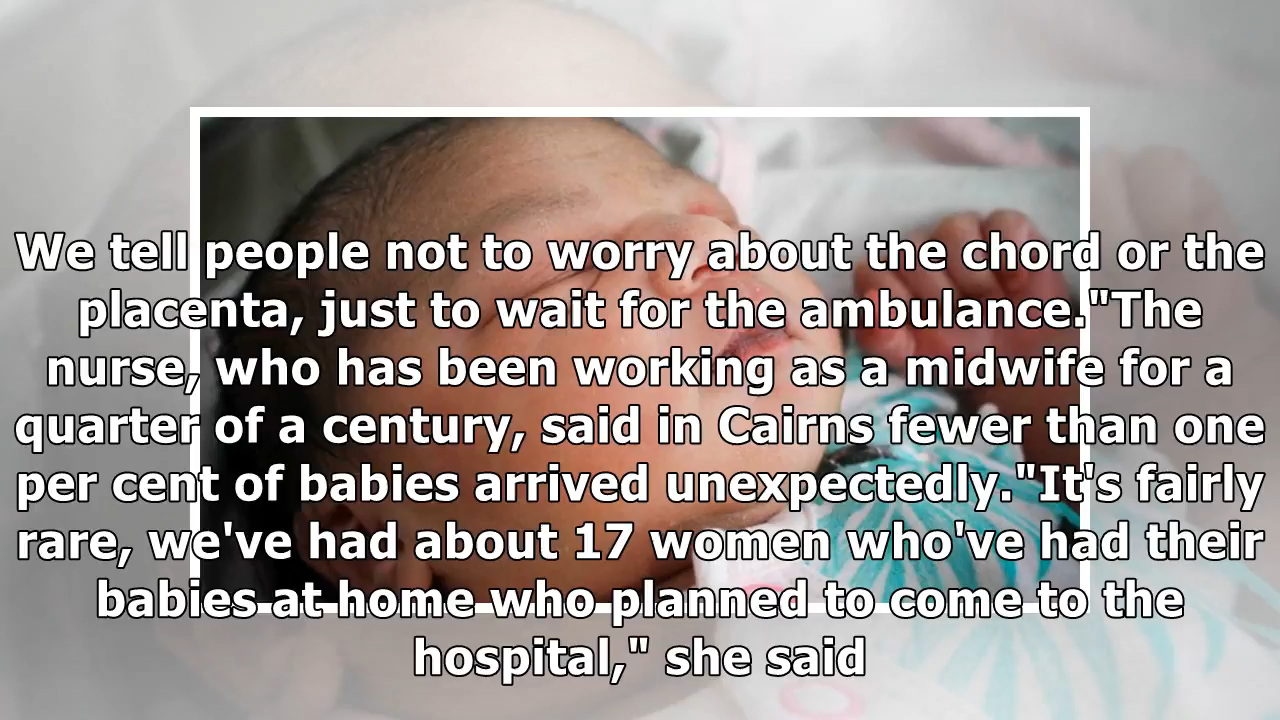 We tell people not to worry about the chord or the
placenta, just to wait for the ambulance."The
nurse, who has been working as a midwife for a
quarter of a century, said in Cairns fewer than one
per cent of babies arrived unexpectedly."It's fairly
rare, we've had about 17 women who've had their
babies at home who planned to come to the
hospital," she said